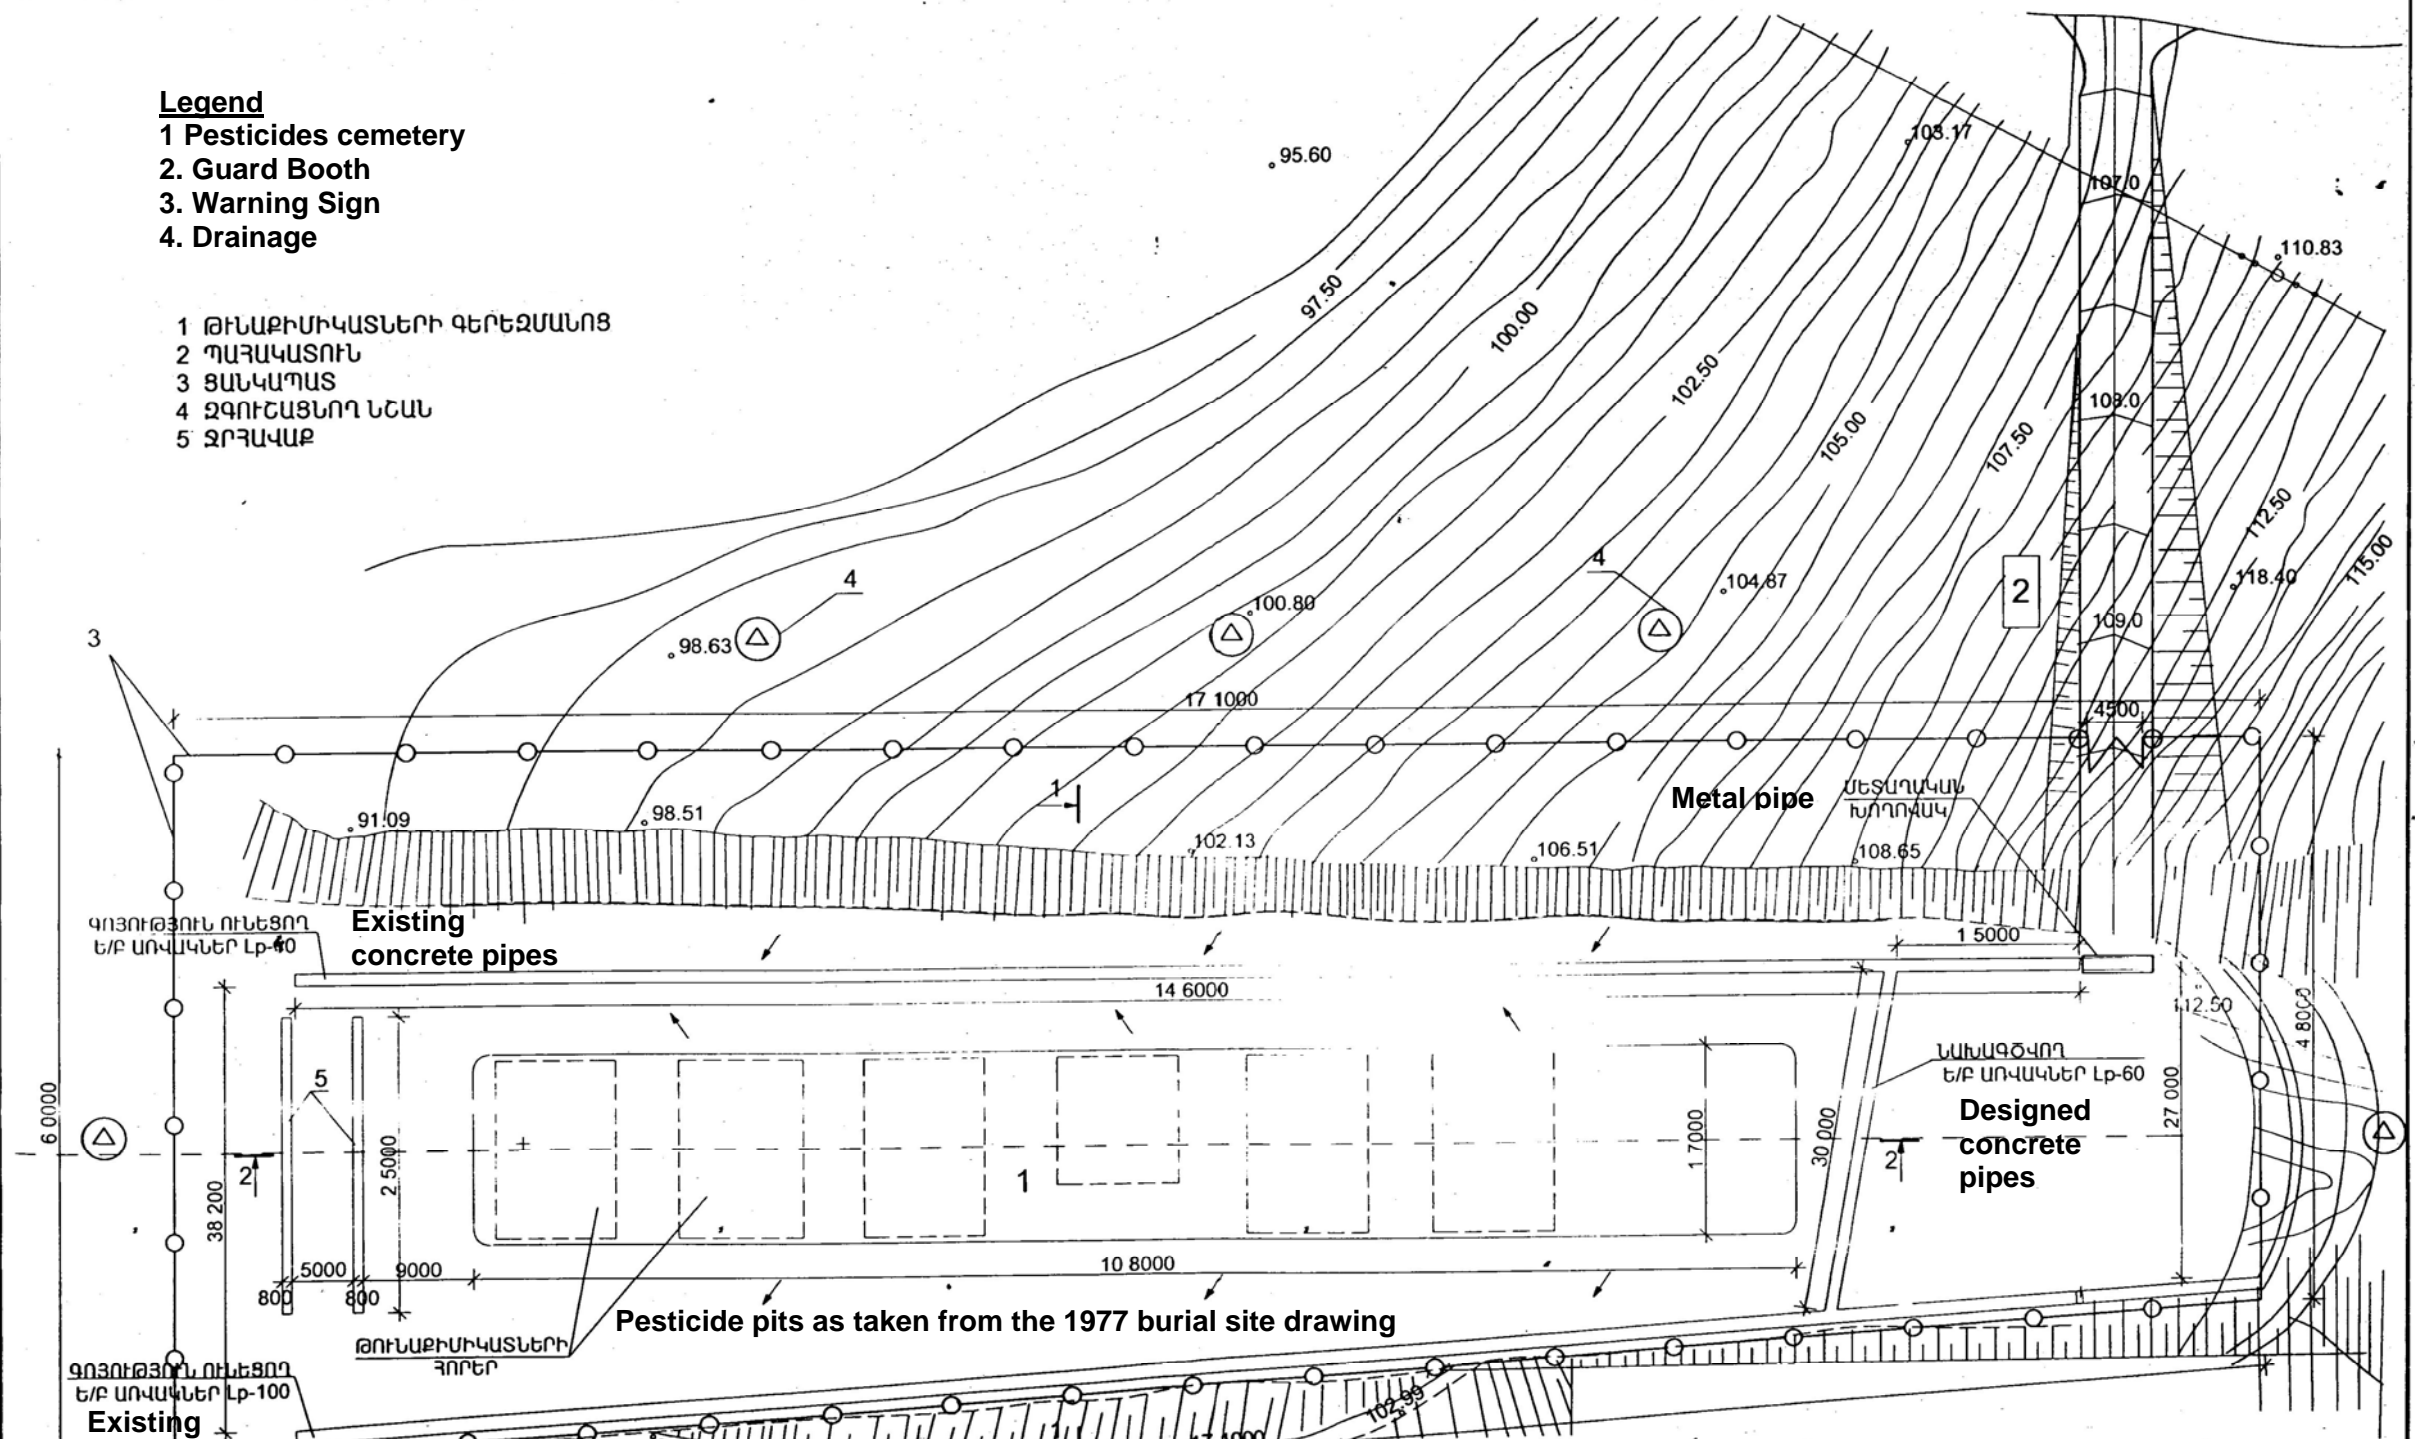 Legend
1 Pesticides cemetery
2. Guard Booth
3. Warning Sign
4. Drainage
1 ԹՒՆԱՔԻՄԻԿԱՏՆԵՐԻ ԳԵՐԵԶՄԱՆՈՑ
2 ՊԱՀԱԿԱՏՈՒՆ
3 ՑԱՆԿԱՊԱՏ
4 ԶԳՈՒՇԱՑՆՈՂ ՆՇԱՆ
5 ՋՐՀԱՎԱՔ
95.60
103.17
107.0
110.83
97.50
100.00
102.50
105.00
107.50
108.0
112.50
115.00
118.40
109.0
2
4
4
104.87
100.80
98.63
3
17 1000
4500
1
Metal pipe
ՄԵՏԱՂԱԿԱՆ
ԽՈՂՈՎԱԿ
91.09
98.51
102.13
106.51
108.65
ԳՈՅՈՒԹՅՈՒՆ ՈՒՆԵՑՈՂ
Ե/Բ ԱՌՎԱԿՆԵՐ Lp-60
Existing
concrete pipes
1 5000
14 6000
112.50
4 8000
ՆԱԽԱԳԾՎՈՂ
Ե/Բ ԱՌՎԱԿՆԵՐ Lp-60
Designed
concrete
pipes
27 000
5
6 0000
2 5000
38 200
2
1
1 7000
30 000
2
5000
9000
800
800
10 8000
Pesticide pits as taken from the 1977 burial site drawing
ԹՈՒՆԱՔԻՄԻԿԱՏՆԵՐԻ
ՀՈՐԵՐ
ԳՈՅՈՒԹՅՈՒՆ ՈՒՆԵՑՈՂ
Ե/Բ ԱՌՎԱԿՆԵՐ Lp-100
Existing
102.99